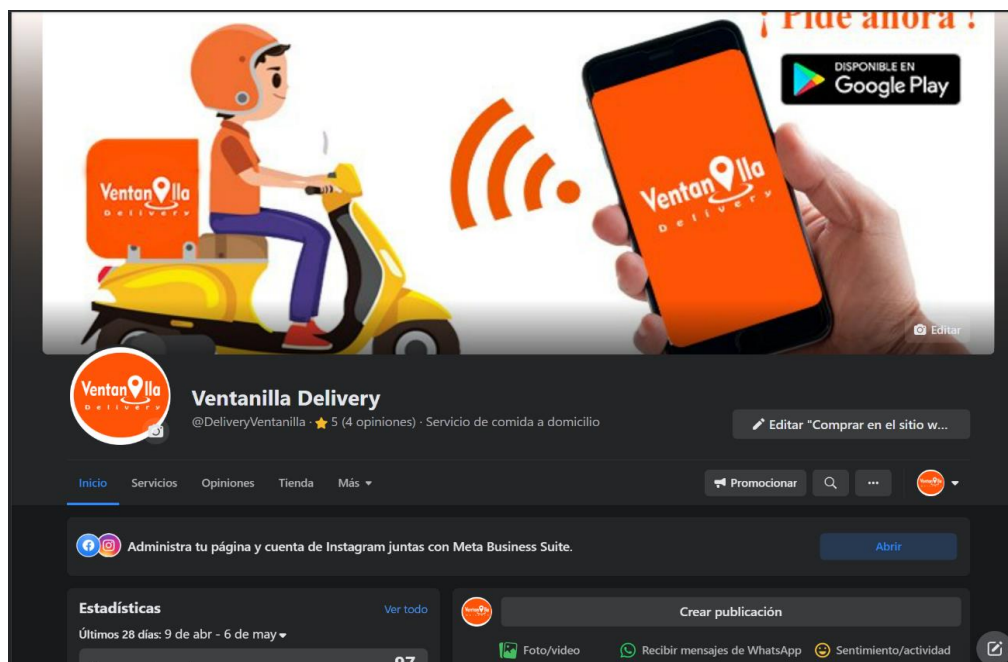 ¡ Pide ahora !
DISPONIBLE EN
Google Play
Ventanilla
Delivery
Ventanilla
Delivery
Editar
Ventanilla
Delivery
Ventanilla Delivery
@DeliveryVentanilla · 5 (4 opiniones) · Servicio de comida a domicilio
Editar "Comprar en el sitio w...
Inicio Servicios Opiniones Tienda Más
Promocionar
Administra tu página y cuenta de Instagram juntas con Meta Business Suite.
Abrir
Estadísticas
Ver todo
Últimos 28 días: 9 de abr - 6 de may
Crear publicación
Foto/video
Recibir mensajes de WhatsApp
Sentimiento/actividad